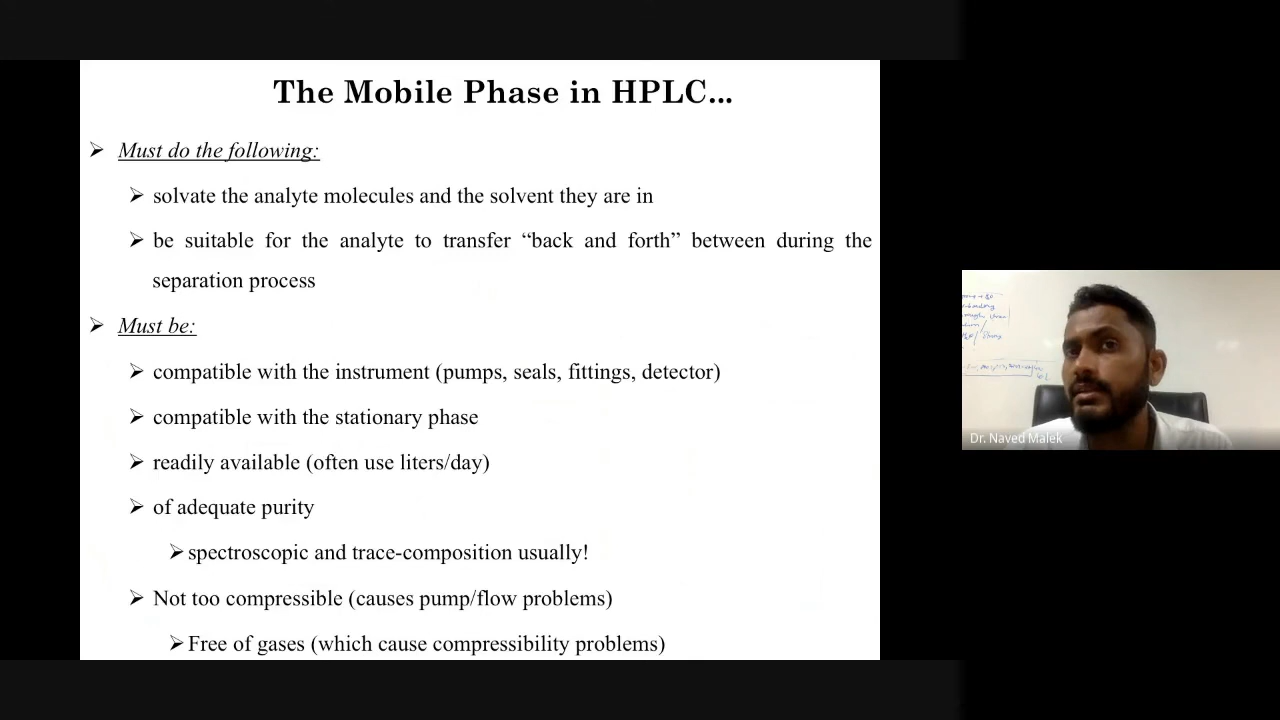 The Mobile Phase in HPLC...
➢ Must do the following:
➢ solvate the analyte molecules and the solvent they are in
➢ be suitable for the analyte to transfer “back and forth” between during the
separation process
➢ Must be:
➢ compatible with the instrument (pumps, seals, fittings, detector)
➢ compatible with the stationary phase
➢ readily available (often use liters/day)
➢ of adequate purity
➢ spectroscopic and trace-composition usually!
➢ Not too compressible (causes pump/flow problems)
➢ Free of gases (which cause compressibility problems)
Dr. Naved Malek